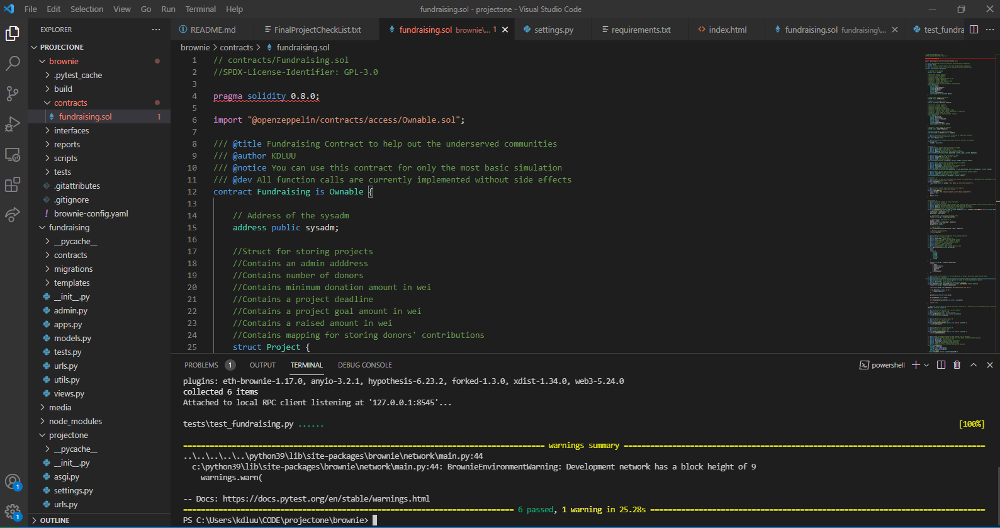 File Edit Selection View Go Run Terminal Help
fundraising.sol - projectone - Visual Studio Code
EXPLORER
PROJECTONE
brownie
.pytest_cache
build
contracts
fundraising.sol 1
interfaces
reports
scripts
tests
.gitattributes
.gitignore
brownie-config.yaml
fundraising
__pycache__
contracts
migrations
templates
__init__.py
admin.py
apps.py
models.py
tests.py
urls.py
utils.py
views.py
media
node_modules
projectone
__pycache__
__init__.py
asgi.py
settings.py
urls.py
OUTLINE
1
1
README.md FinalProjectCheckList.txt fundraising.sol brownie\... 1 settings.py requirements.txt index.html fundraising.sol fundraising\... test_fundra
brownie > contracts > fundraising.sol
1 // contracts/Fundraising.sol
2 //SPDX-License-Identifier: GPL-3.0
3
4 pragma solidity 0.8.0;
5
6 import "@openzeppelin/contracts/access/Ownable.sol";
7
8 /// @title Fundraising Contract to help out the underserved communities
9 /// @author KDLUU
10 /// @notice You can use this contract for only the most basic simulation
11 /// @dev All function calls are currently implemented without side effects
12 contract Fundraising is Ownable {
13
14 // Address of the sysadm
15 address public sysadm;
16
17 //Struct for storing projects
18 //Contains an admin adddress
19 //Contains number of donors
20 //Contains minimum donation amount in wei
21 //Contains a project deadline
22 //Contains a project goal amount in wei
23 //Contains a raised amount in wei
24 //Contains mapping for storing donors' contributions
25 struct Project {
PROBLEMS 1 OUTPUT TERMINAL DEBUG CONSOLE
powershell
plugins: eth-brownie-1.17.0, anyio-3.2.1, hypothesis-6.23.2, forked-1.3.0, xdist-1.34.0, web3-5.24.0
collected 6 items
Attached to local RPC client listening at '127.0.0.1:8545'...
tests\test_fundraising.py ...... [100%]
warnings summary
..\..\..\..\..\python39\lib\site-packages\brownie\network\main.py:44
c:\python39\lib\site-packages\brownie\network\main.py:44: BrownieEnvironmentWarning: Development network has a block height of 9
warnings.warn(
-- Docs: https://docs.pytest.org/en/stable/warnings.html
6 passed, 1 warning in 25.28s
PS C:\Users\kdluu\CODE\projectone\brownie>